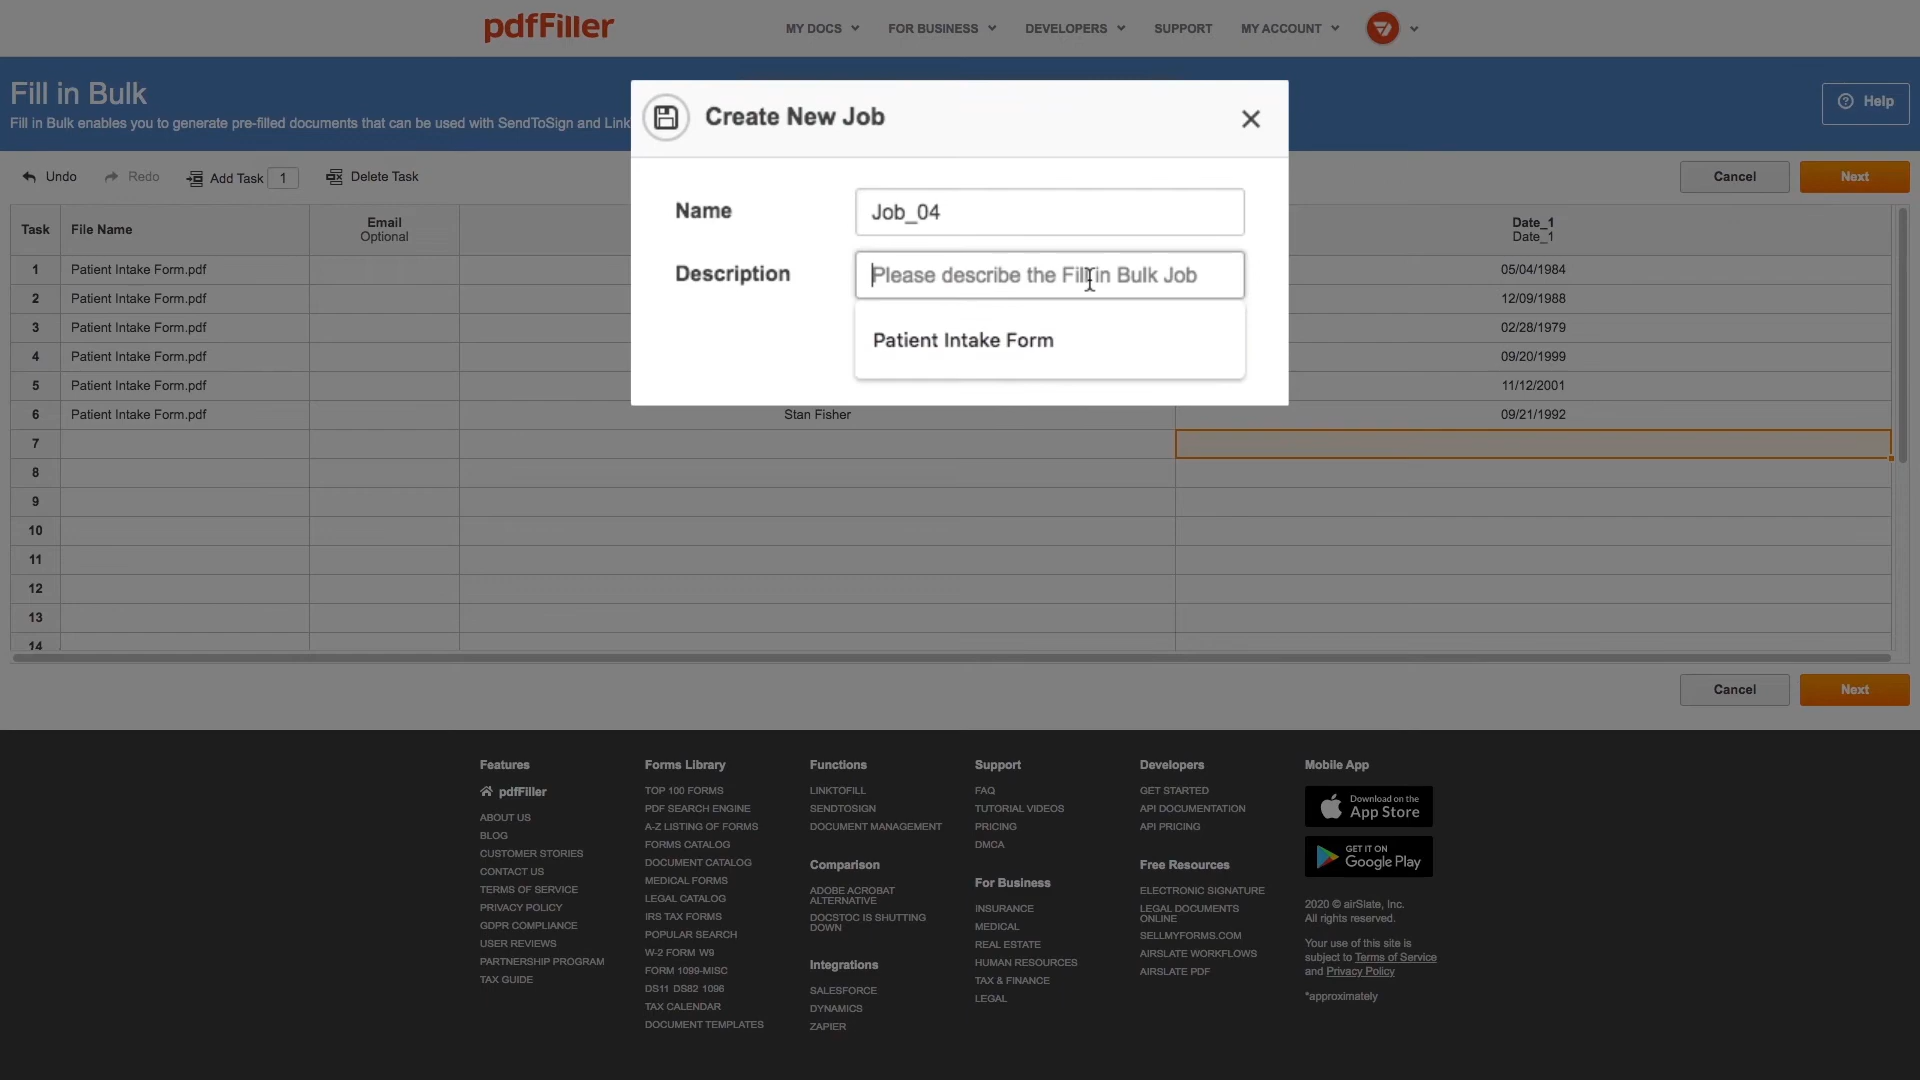 pdfFiller
MY DOCS
FOR BUSINESS
DEVELOPERS
SUPPORT
MY ACCOUNT
Fill in Bulk
Fill in Bulk enables you to generate pre-filled documents that can be used with SendToSign and Link
Help
Create New Job
Name
Job_04
Description
Please describe the Fill in Bulk Job
Patient Intake Form
Undo
Redo
Add Task 1
Delete Task
Cancel
Next
Task
File Name
Email
Optional
Date_1
Date_1
1 Patient Intake Form.pdf 05/04/1984
2 Patient Intake Form.pdf 12/09/1988
3 Patient Intake Form.pdf 02/28/1979
4 Patient Intake Form.pdf 09/20/1999
5 Patient Intake Form.pdf 11/12/2001
6 Patient Intake Form.pdf Stan Fisher 09/21/1992
7
8
9
10
11
12
13
14
Cancel
Next
Features
pdfFiller
ABOUT US
BLOG
CUSTOMER STORIES
CONTACT US
TERMS OF SERVICE
PRIVACY POLICY
GDPR COMPLIANCE
USER REVIEWS
PARTNERSHIP PROGRAM
TAX GUIDE
Forms Library
TOP 100 FORMS
PDF SEARCH ENGINE
A-Z LISTING OF FORMS
FORMS CATALOG
DOCUMENT CATALOG
MEDICAL FORMS
LEGAL CATALOG
IRS TAX FORMS
POPULAR SEARCH
W-2 FORM W9
FORM 1099-MISC
DS11 DS82 1096
TAX CALENDAR
DOCUMENT TEMPLATES
Functions
LINKTOFILL
SENDTOSIGN
DOCUMENT MANAGEMENT
Comparison
ADOBE ACROBAT
ALTERNATIVE
DOCSTOC IS SHUTTING
DOWN
Integrations
SALESFORCE
DYNAMICS
ZAPIER
Support
FAQ
TUTORIAL VIDEOS
PRICING
DMCA
For Business
INSURANCE
MEDICAL
REAL ESTATE
HUMAN RESOURCES
TAX & FINANCE
LEGAL
Developers
GET STARTED
API DOCUMENTATION
API PRICING
Free Resources
ELECTRONIC SIGNATURE
LEGAL DOCUMENTS
ONLINE
SELLMYFORMS.COM
AIRSLATE WORKFLOWS
AIRSLATE PDF
Mobile App
Download on the
App Store
GET IT ON
Google Play
2020 © airSlate, Inc.
All rights reserved.
Your use of this site is
subject to Terms of Service
and Privacy Policy
*approximately